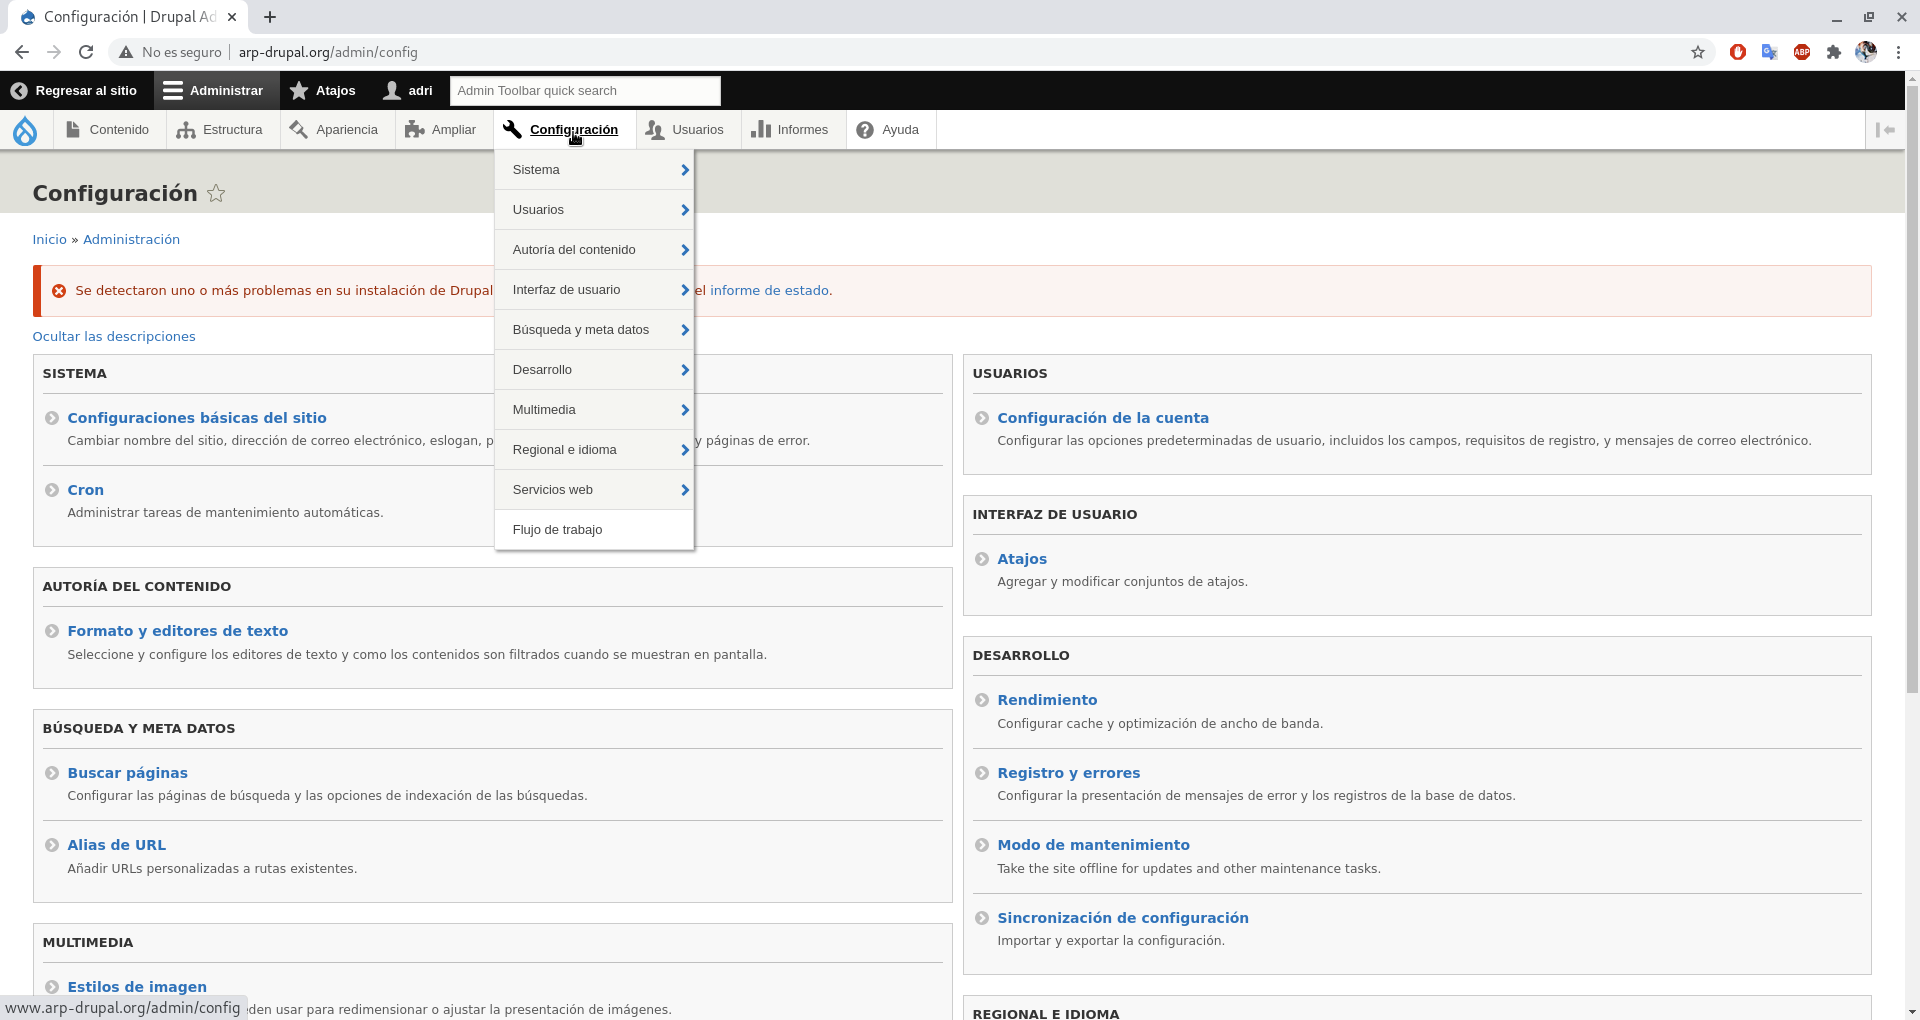 Configuración | Drupal Ad
No es seguro
arp-drupal.org/admin/config
Regresar al sitio
Administrar
Atajos
adri
Admin Toolbar quick search
Contenido
Estructura
Apariencia
Ampliar
Configuración
Usuarios
Informes
Ayuda
Sistema
Usuarios
Autoría del contenido
Interfaz de usuario
Búsqueda y meta datos
Desarrollo
Multimedia
Regional e idioma
Servicios web
Flujo de trabajo
Configuración
Inicio » Administración
Se detectaron uno o más problemas en su instalación de Drupal
el informe de estado.
Ocultar las descripciones
SISTEMA
Configuraciones básicas del sitio
Cambiar nombre del sitio, dirección de correo electrónico, eslogan, p
y páginas de error.
Cron
Administrar tareas de mantenimiento automáticas.
AUTORÍA DEL CONTENIDO
Formato y editores de texto
Seleccione y configure los editores de texto y como los contenidos son filtrados cuando se muestran en pantalla.
BÚSQUEDA Y META DATOS
Buscar páginas
Configurar las páginas de búsqueda y las opciones de indexación de las búsquedas.
Alias de URL
Añadir URLs personalizadas a rutas existentes.
MULTIMEDIA
Estilos de imagen
den usar para redimensionar o ajustar la presentación de imágenes.
USUARIOS
Configuración de la cuenta
Configurar las opciones predeterminadas de usuario, incluidos los campos, requisitos de registro, y mensajes de correo electrónico.
INTERFAZ DE USUARIO
Atajos
Agregar y modificar conjuntos de atajos.
DESARROLLO
Rendimiento
Configurar cache y optimización de ancho de banda.
Registro y errores
Configurar la presentación de mensajes de error y los registros de la base de datos.
Modo de mantenimiento
Take the site offline for updates and other maintenance tasks.
Sincronización de configuración
Importar y exportar la configuración.
REGIONAL E IDIOMA
www.arp-drupal.org/admin/config
ABP